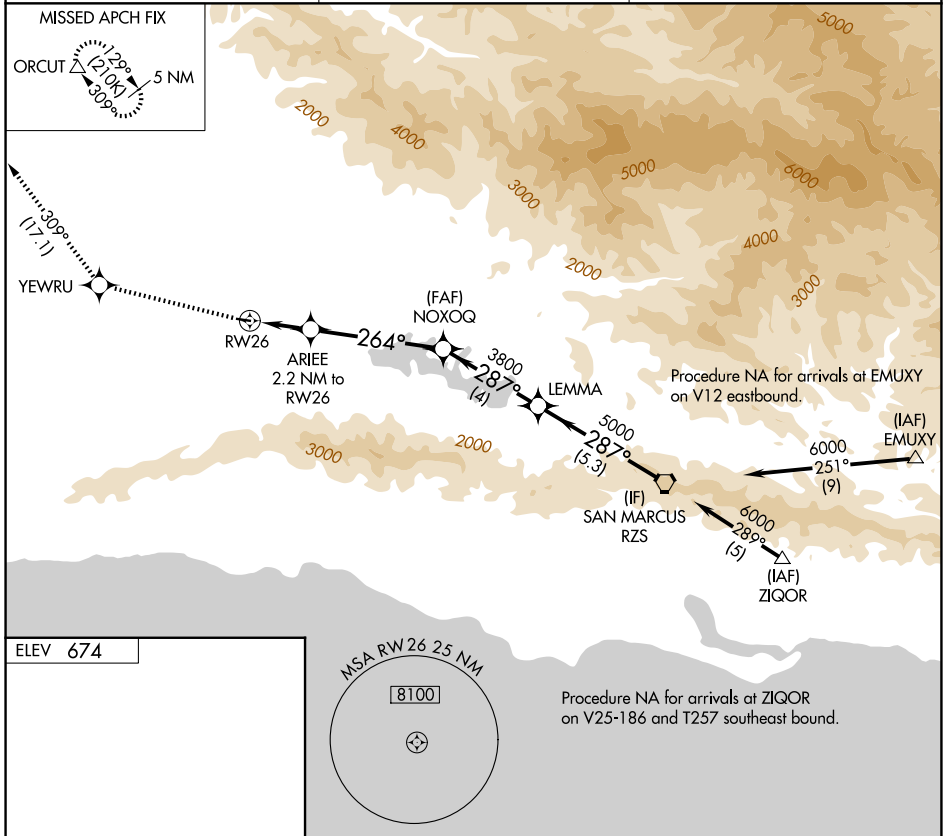 MISSED APCH FIX
ORCUT
129°
(210K)
309°
5 NM
5000
2000
4000
3000
5000
6000
4000
3000
2000
309°
(17.1)
YEWRU
RW26
ARIEE
2.2 NM to
RW26
264°
(FAF)
NOXOQ
3800
287°
(4)
LEMMA
5000
287°
(5.3)
Procedure NA for arrivals at EMUXY
on V12 eastbound.
(IAF)
EMUXY
6000
251°
(9)
3000
2000
(IF)
SAN MARCUS
RZS
6000
289°
(5)
(IAF)
ZIQOR
ELEV 674
MSA RW26 25 NM
8100
Procedure NA for arrivals at ZIQOR
on V25-186 and T257 southeast bound.